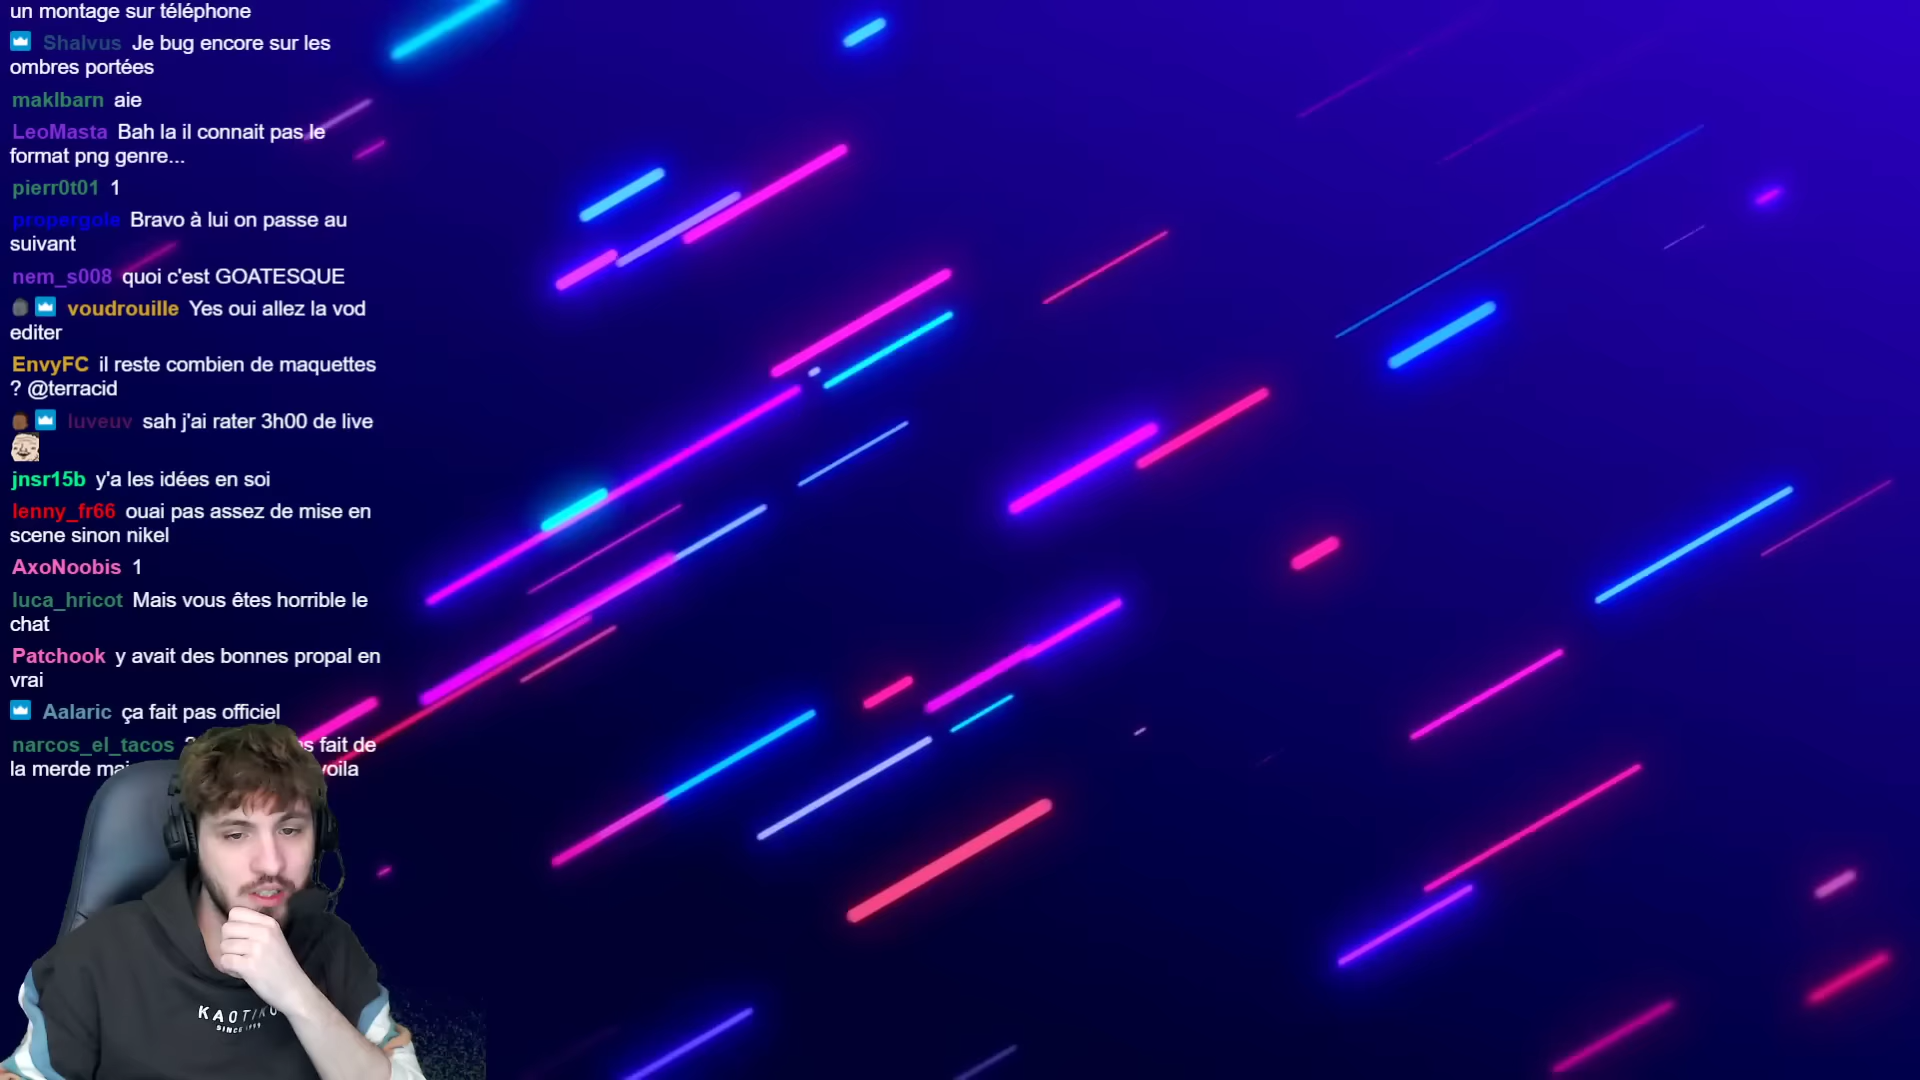 un montage sur téléphone
Shalvus Je bug encore sur les
ombres portées
maklbarn aie
LeoMasta Bah la il connait pas le
format png genre...
pierr0t01 1
propergole Bravo à lui on passe au
suivant
nem_s008 quoi c'est GOATESQUE
voudrouille Yes oui allez la vod
editer
EnvyFC il reste combien de maquettes
? @terracid
luveuv sah j'ai rater 3h00 de live
jnsr15b y'a les idées en soi
lenny_fr66 ouai pas assez de mise en
scene sinon nikel
AxoNoobis 1
luca_hricot Mais vous êtes horrible le
chat
Patchook y avait des bonnes propal en
vrai
Aalaric ça fait pas officiel
narcos_el_tacos fait de
la merde voila
KAOTIKO
SINCE